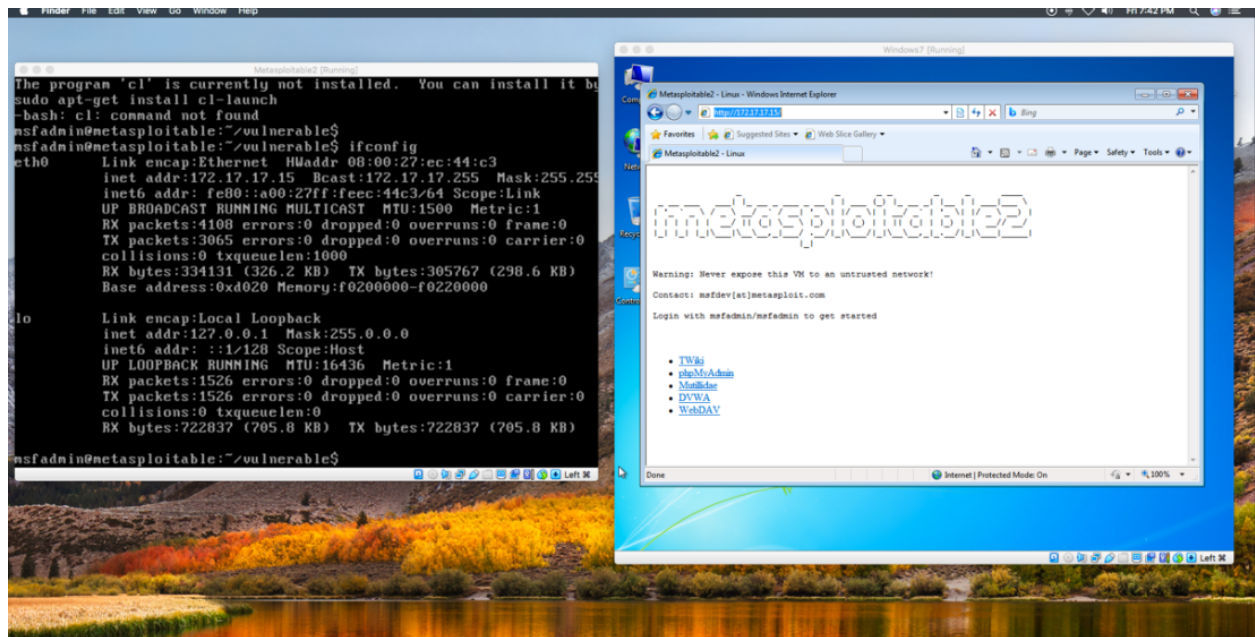 Finder File Edit View Go Window Help
Fri 7:42 PM
Metasploitable2 [Running]
The program 'cl' is currently not installed.  You can install it by
sudo apt-get install cl-launch
-bash: cl: command not found
msfadmin@metasploitable:~/vulnerable$
msfadmin@metasploitable:~/vulnerable$ ifconfig
eth0      Link encap:Ethernet  HWaddr 08:00:27:ec:44:c3
inet addr:172.17.17.15  Bcast:172.17.17.255  Mask:255.255
inet6 addr: fe80::a00:27ff:feec:44c3/64 Scope:Link
UP BROADCAST RUNNING MULTICAST  MTU:1500  Metric:1
RX packets:4108 errors:0 dropped:0 overruns:0 frame:0
TX packets:3065 errors:0 dropped:0 overruns:0 carrier:0
collisions:0 txqueuelen:1000
RX bytes:334131 (326.2 KB)  TX bytes:305767 (298.6 KB)
Base address:0xd020 Memory:f0200000-f0220000
lo        Link encap:Local Loopback
inet addr:127.0.0.1  Mask:255.0.0.0
inet6 addr: ::1/128 Scope:Host
UP LOOPBACK RUNNING  MTU:16436  Metric:1
RX packets:1526 errors:0 dropped:0 overruns:0 frame:0
TX packets:1526 errors:0 dropped:0 overruns:0 carrier:0
collisions:0 txqueuelen:0
RX bytes:722837 (705.8 KB)  TX bytes:722837 (705.8 KB)
msfadmin@metasploitable:~/vulnerable$
Left ⌘
Windows7 [Running]
Metasploitable2 - Linux - Windows Internet Explorer
http://172.17.17.15/
Bing
Favorites Suggested Sites Web Slice Gallery
Metasploitable2 - Linux
Page Safety Tools
metasploitable2
Warning: Never expose this VM to an untrusted network!
Contact: msfdev[at]metasploit.com
Login with msfadmin/msfadmin to get started
TWiki
phpMyAdmin
Mutillidae
DVWA
WebDAV
Done
Internet | Protected Mode: On
100%
Left ⌘